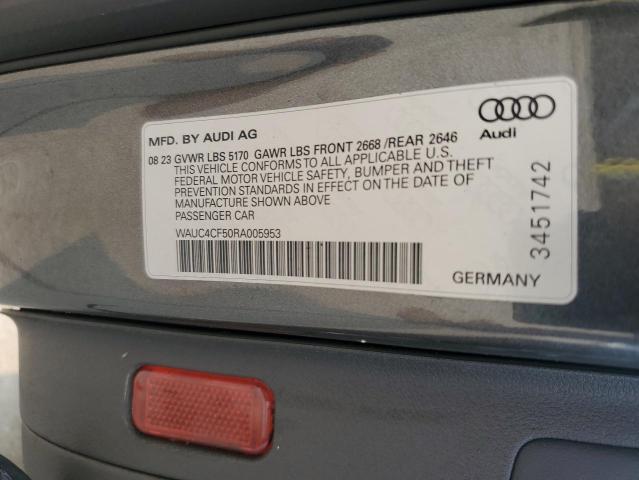 MFD. BY AUDI AG
Audi
08 23 GVWR LBS 5170 GAWR LBS FRONT 2668 /REAR 2646
THIS VEHICLE CONFORMS TO ALL APPLICABLE U.S.
FEDERAL MOTOR VEHICLE SAFETY, BUMPER AND THEFT
PREVENTION STANDARDS IN EFFECT ON THE DATE OF
MANUFACTURE SHOWN ABOVE
PASSENGER CAR
WAUC4CF50RA005953
GERMANY
3451742